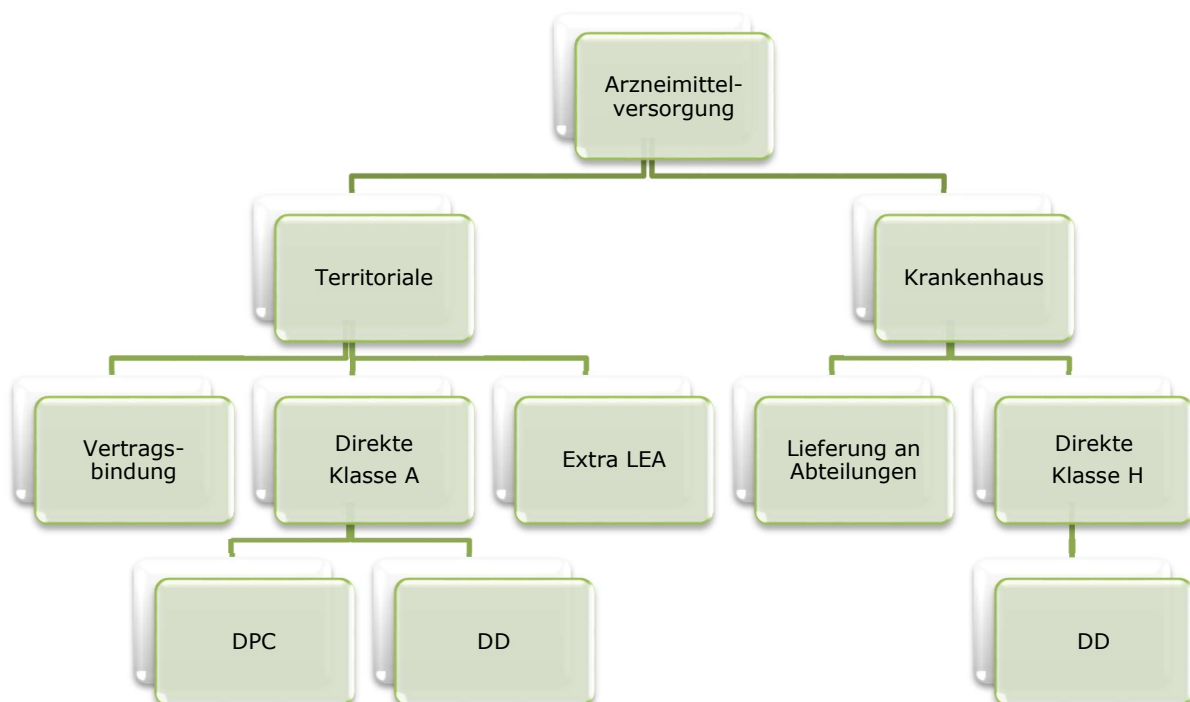 Arzneimittel-
versorgung
Territoriale
Krankenhaus
Vertrags-
bindung
Direkte
Klasse A
Extra LEA
Lieferung an
Abteilungen
Direkte
Klasse H
DPC
DD
DD